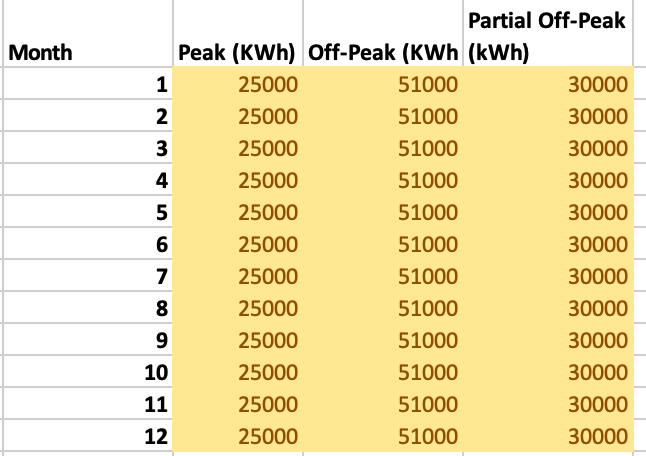 Month Peak (KWh) Off-Peak (KWh Partial Off-Peak (kWh)
1 25000 51000 30000
2 25000 51000 30000
3 25000 51000 30000
4 25000 51000 30000
5 25000 51000 30000
6 25000 51000 30000
7 25000 51000 30000
8 25000 51000 30000
9 25000 51000 30000
10 25000 51000 30000
11 25000 51000 30000
12 25000 51000 30000